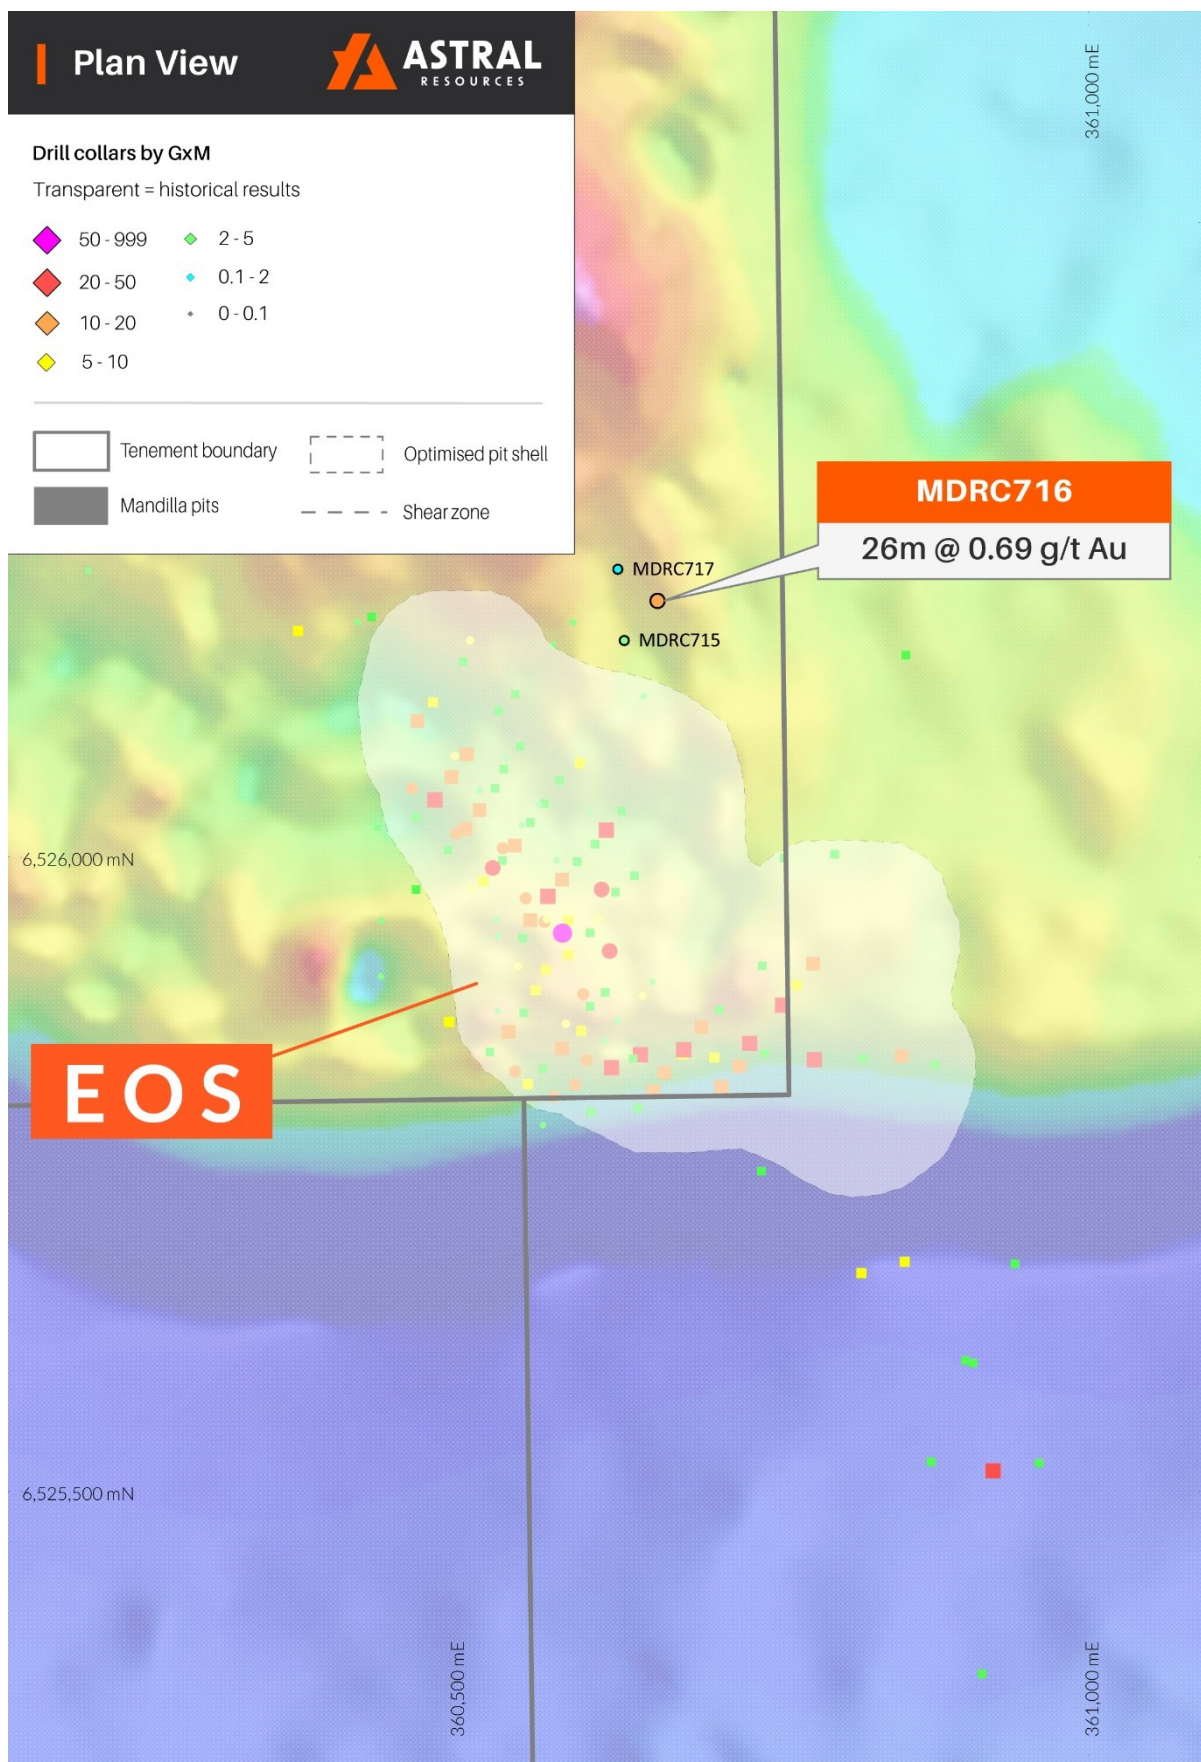 Plan View
ASTRAL
RESOURCES
361,000 mE
Drill collars by GxM
Transparent = historical results
50 - 999
2 - 5
20 - 50
0.1 - 2
10 - 20
0 - 0.1
5 - 10
Tenement boundary
Optimised pit shell
Mandilla pits
Shear zone
MDRC716
26m @ 0.69 g/t Au
MDRC717
MDRC715
6,526,000 mN
EOS
6,525,500 mN
360,500 mE
361,000 mE